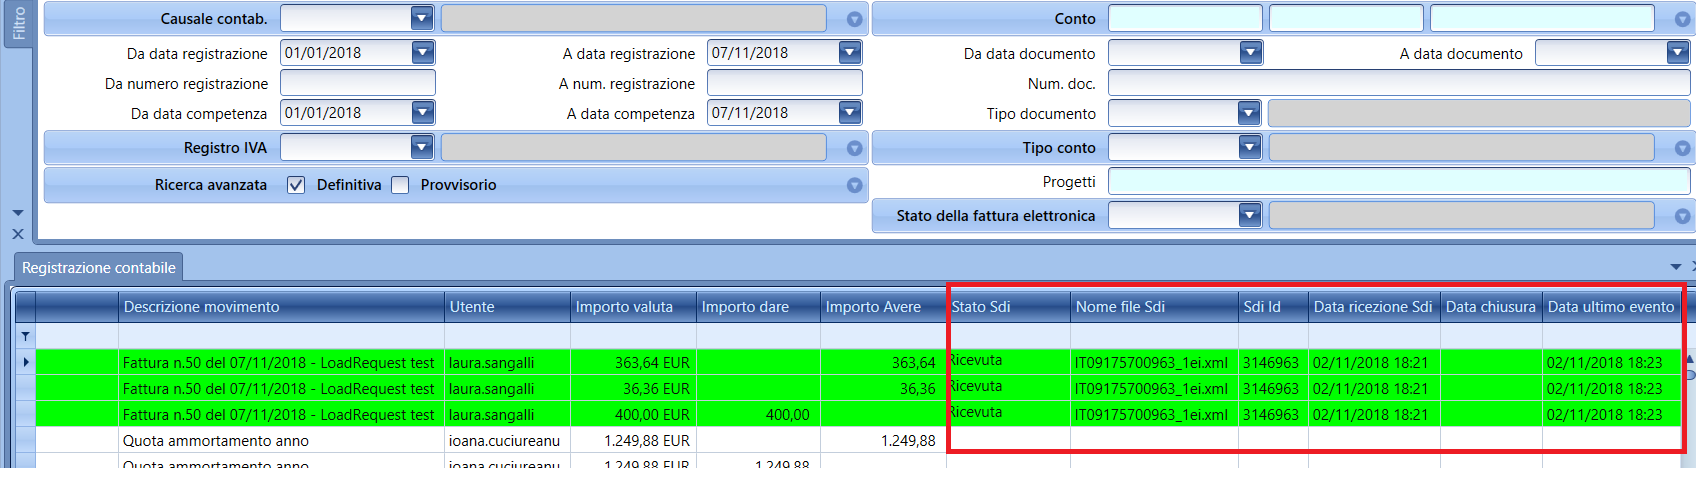 Filtro
Causale contab. Conto
Da data registrazione 01/01/2018 A data registrazione 07/11/2018 Da data documento A data documento
Da numero registrazione A num. registrazione Num. doc.
Da data competenza 01/01/2018 A data competenza 07/11/2018 Tipo documento
Registro IVA Tipo conto
Ricerca avanzata Definitiva Provvisorio Progetti
Stato della fattura elettronica
Registrazione contabile
Descrizione movimento Utente Importo valuta Importo dare Importo Avere Stato Sdi Nome file Sdi Sdi Id Data ricezione Sdi Data chiusura Data ultimo evento
Fattura n.50 del 07/11/2018 - LoadRequest test laura.sangalli 363,64 EUR 363,64 Ricevuta IT09175700963_1ei.xml 3146963 02/11/2018 18:21 02/11/2018 18:23
Fattura n.50 del 07/11/2018 - LoadRequest test laura.sangalli 36,36 EUR 36,36 Ricevuta IT09175700963_1ei.xml 3146963 02/11/2018 18:21 02/11/2018 18:23
Fattura n.50 del 07/11/2018 - LoadRequest test laura.sangalli 400,00 EUR 400,00 Ricevuta IT09175700963_1ei.xml 3146963 02/11/2018 18:21 02/11/2018 18:23
Quota ammortamento anno ioana.cuciureanu 1.249,88 EUR 1.249,88
Quota ammortamento anno ioana.cuciureanu 1.249,88 EUR 1.249,88